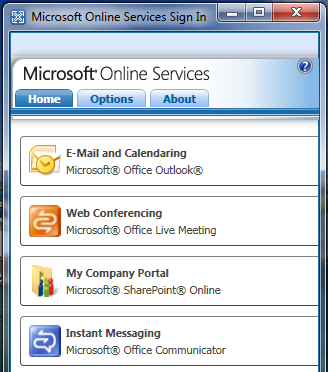 Microsoft Online Services Sign In
Microsoft® Online Services
?
Home Options About
E-Mail and Calendaring
Microsoft® Office Outlook®
Web Conferencing
Microsoft® Office Live Meeting
My Company Portal
Microsoft® SharePoint® Online
Instant Messaging
Microsoft® Office Communicator